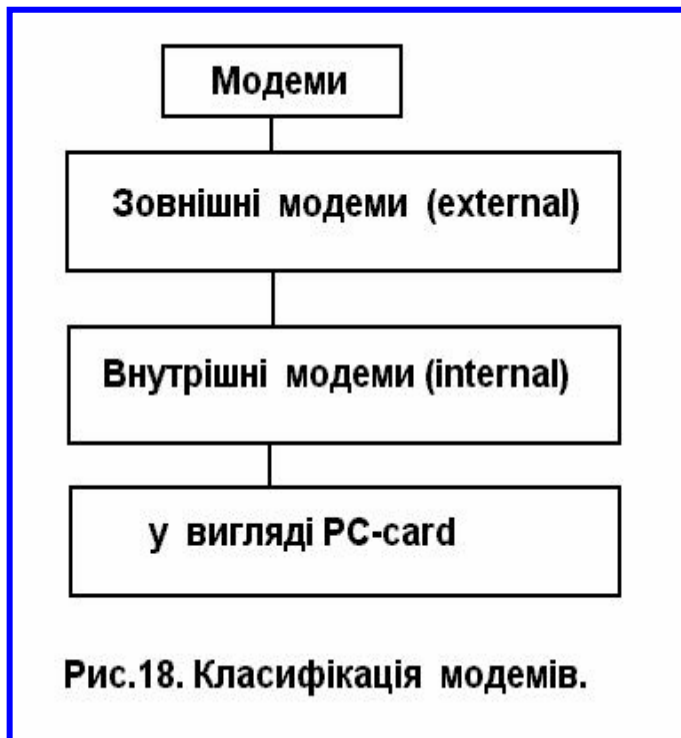 Модеми
Зовнішні модеми (external)
Внутрішні модеми (internal)
у вигляді PC-card
Рис.18. Класифікація модемів.